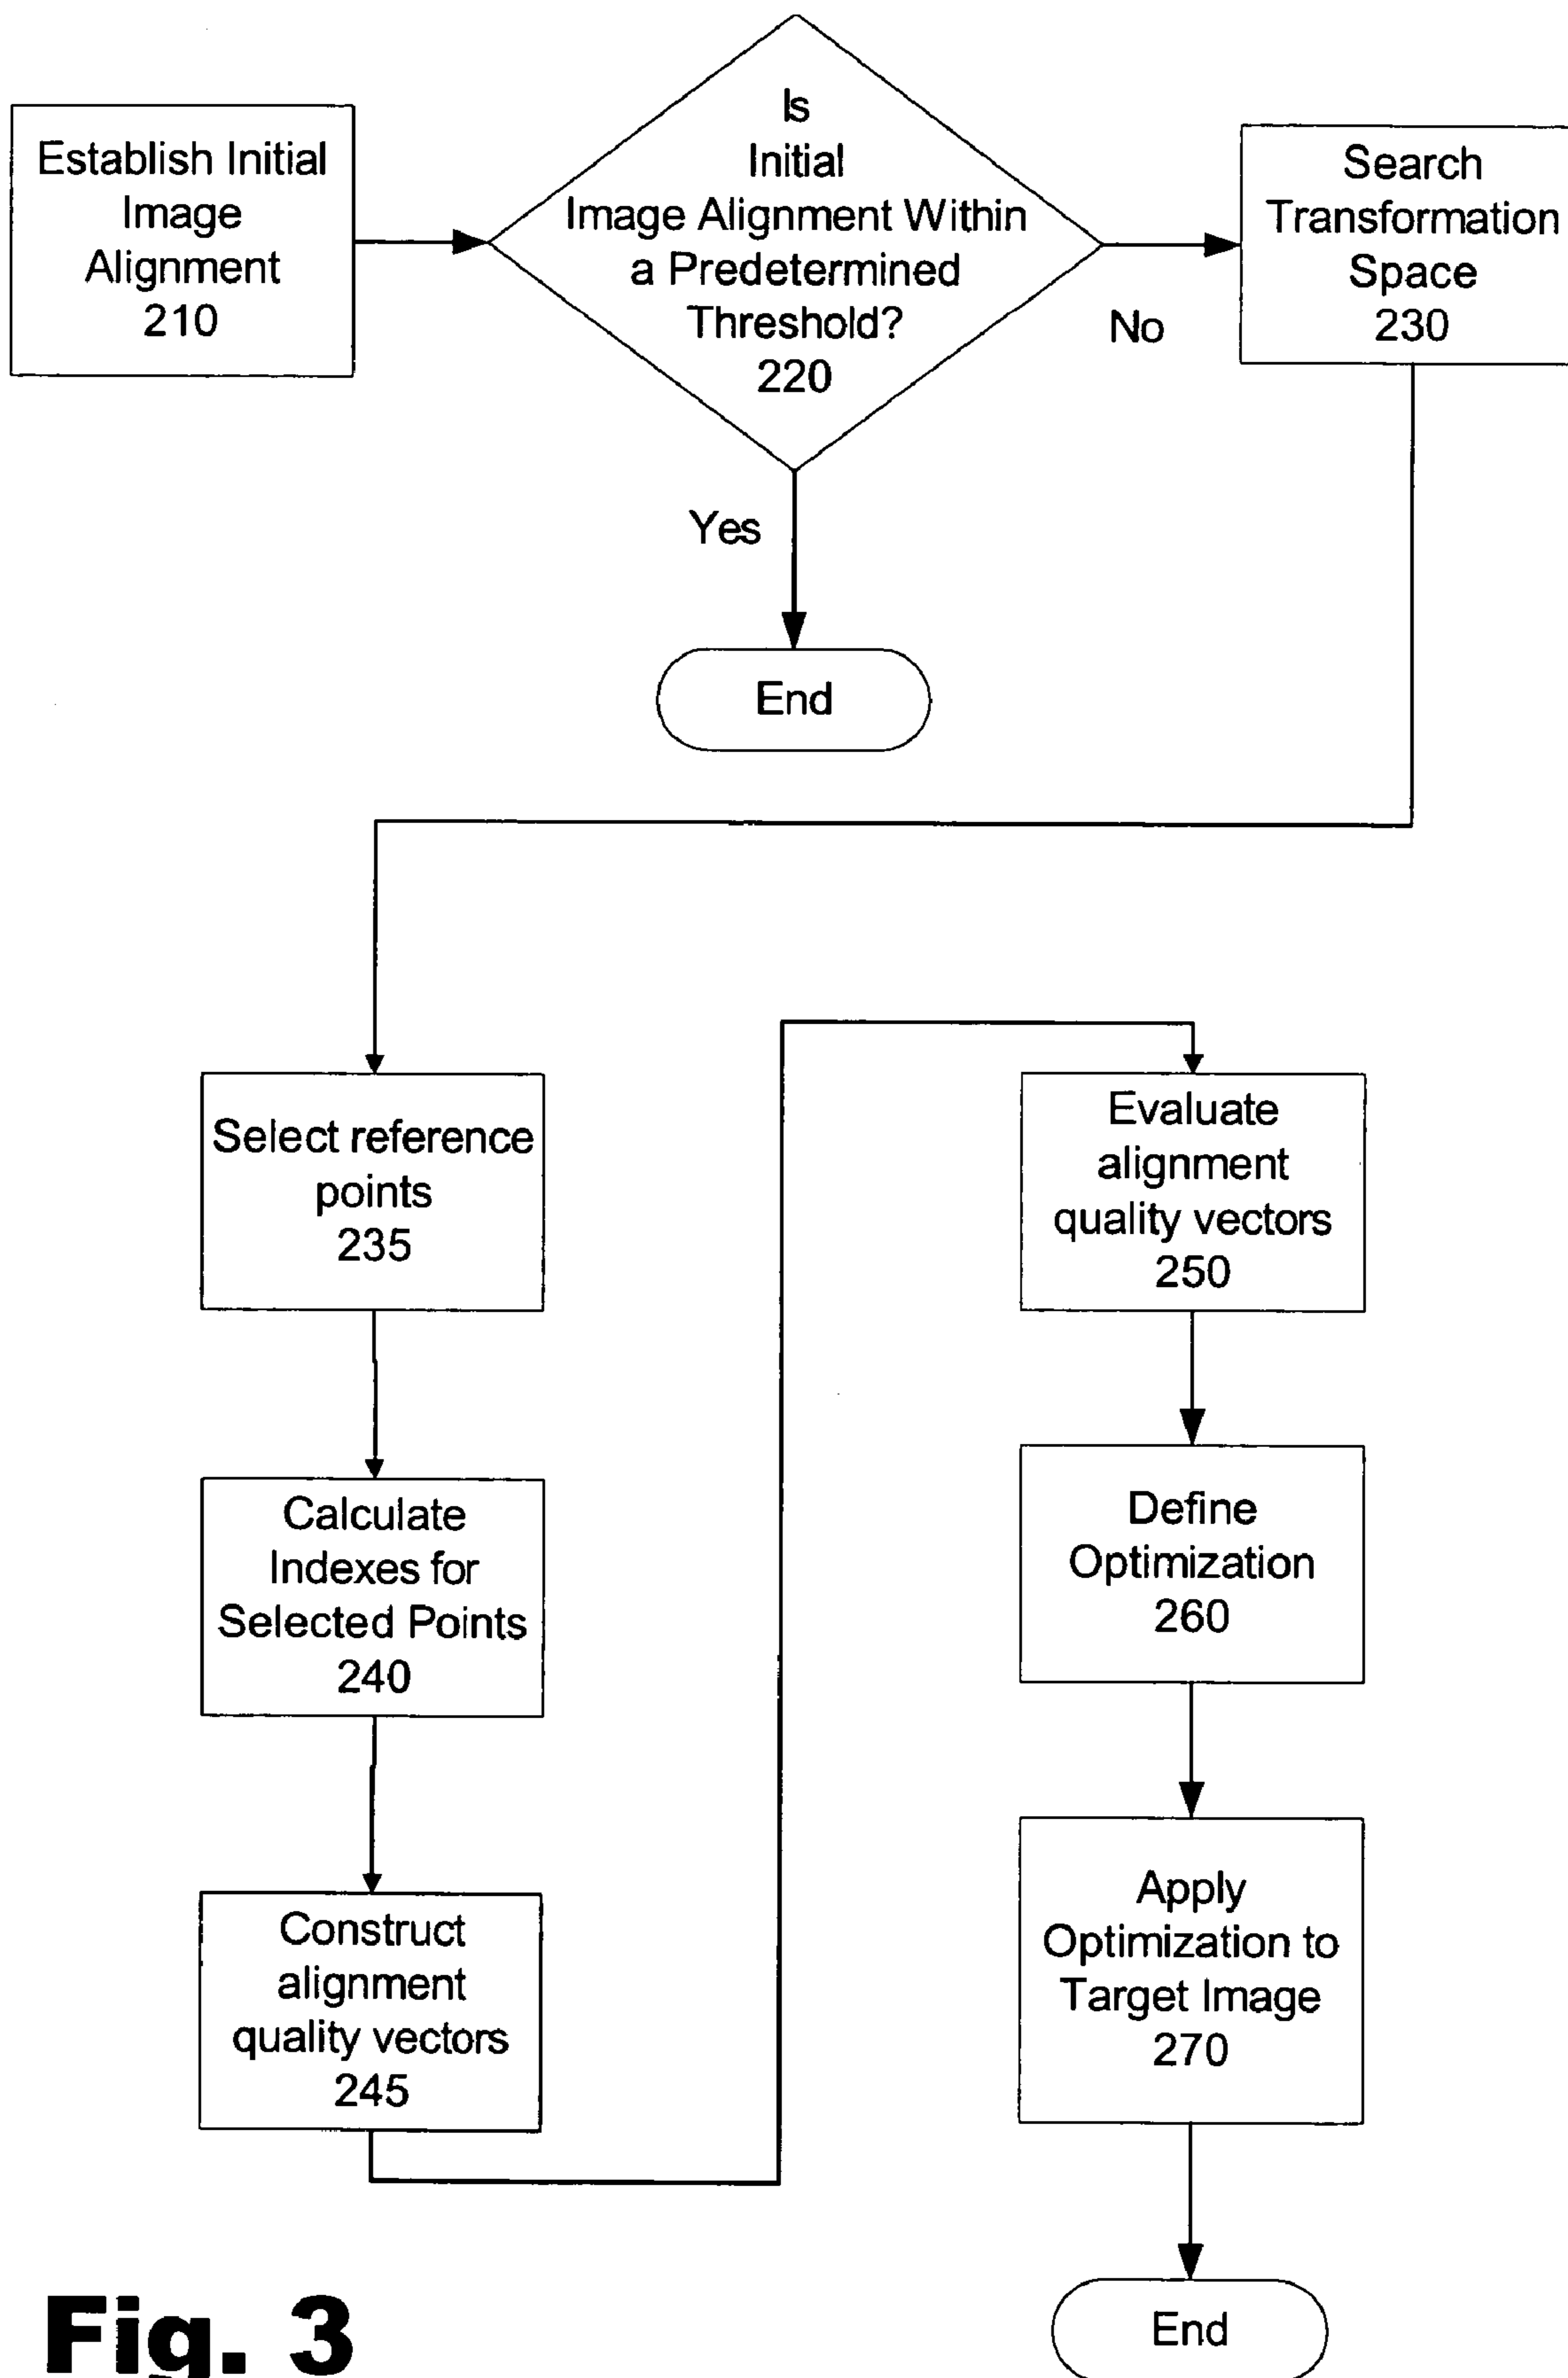 Establish Initial
Image
Alignment
210
Is
Initial
Image Alignment Within
a Predetermined
Threshold?
220
No
Search
Transformation
Space
230
Yes
End
Select reference
points
235
Calculate
Indexes for
Selected Points
240
Construct
alignment
quality vectors
245
Evaluate
alignment
quality vectors
250
Define
Optimization
260
Apply
Optimization to
Target Image
270
End
Fig. 3